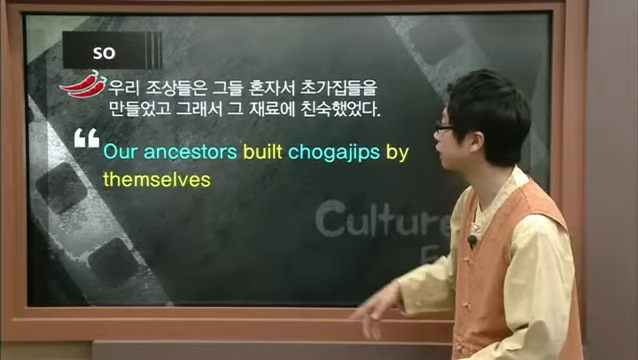 so
우리 조상들은 그들 혼자서 초가집들을
만들었고 그래서 그 재료에 친숙했었다.
“
Our ancestors built chogajips by
themselves
Culture